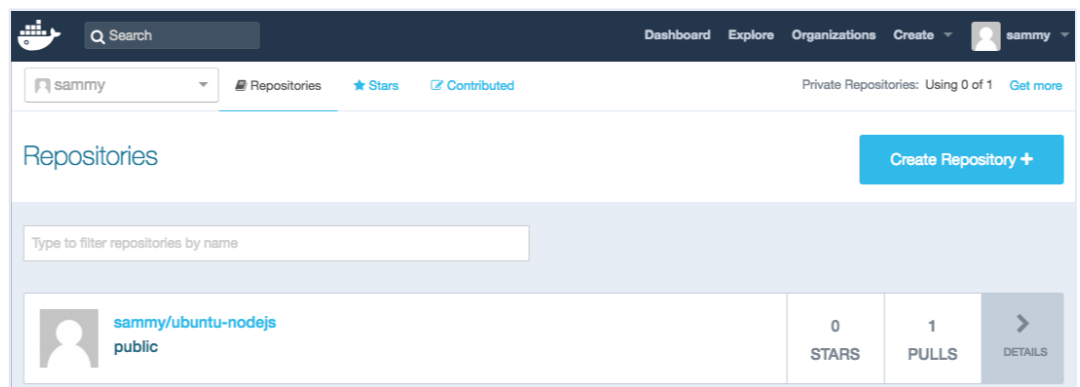 Search Dashboard Explore Organizations Create sammy
sammy Repositories Stars Contributed Private Repositories: Using 0 of 1 Get more
Repositories
Create Repository +
Type to filter repositories by name
sammy/ubuntu-nodejs
public
0
STARS
1
PULLS
DETAILS